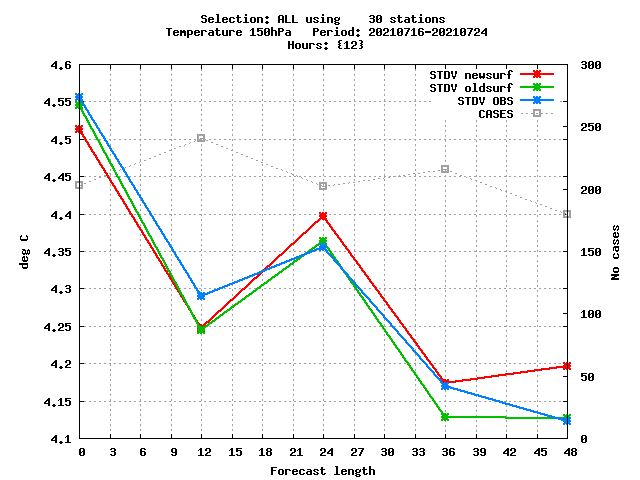 Selection: ALL using    30 stations
Temperature 150hPa   Period: 20210716-20210724
Hours: {12}
4.6
4.55
4.5
4.45
4.4
4.35
4.3
4.25
4.2
4.15
4.1
deg C
STDV newsurf
STDV oldsurf
STDV OBS
CASES
300
250
200
150
100
50
0
No cases
0 3 6 9 12 15 18 21 24 27 30 33 36 39 42 45 48
Forecast length